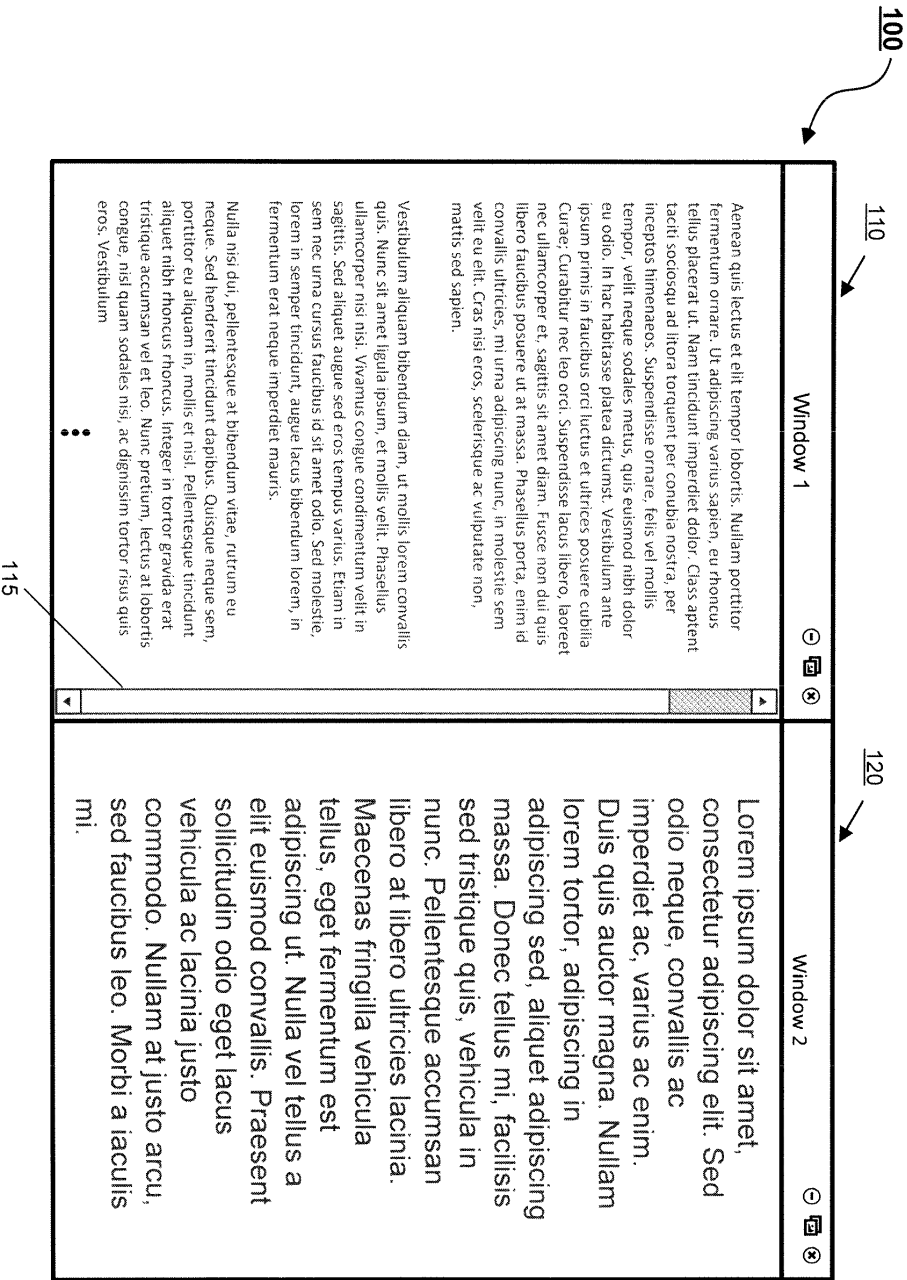 100
110
120
Window 1
Aenean quis lectus et elit tempor lobortis. Nullam porttitor
fermentum ornare. Ut adipiscing varius sapien, eu rhoncus
tellus placerat ut. Nam tincidunt imperdiet dolor. Class aptent
taciti sociosqu ad litora torquent per conubia nostra, per
inceptos himenaeos. Suspendisse ornare, felis vel mollis
tempor, velit neque sodales metus, quis euismod nibh dolor
eu odio. In hac habitasse platea dictumst. Vestibulum ante
ipsum primis in faucibus orci luctus et ultrices posuere cubilia
Curae; Curabitur nec leo orci. Suspendisse lacus libero, laoreet
nec ullamcorper et, sagittis sit amet diam. Fusce non dui quis
libero faucibus posuere ut at massa. Phasellus porta, enim id
convallis ultricies, mi urna adipiscing nunc, in molestie sem
velit eu elit. Cras nisi eros, scelerisque ac vulputate non,
mattis sed sapien.
Vestibulum aliquam bibendum diam, ut mollis lorem convallis
quis. Nunc sit amet ligula ipsum, et mollis velit. Phasellus
ullamcorper nisi nisi. Vivamus congue condimentum velit in
sagittis. Sed aliquet augue sed eros tempus varius. Etiam in
sem nec urna cursus faucibus id sit amet odio. Sed molestie,
lorem in semper tincidunt, augue lacus bibendum lorem, in
fermentum erat neque imperdiet mauris.
Nulla nisi dui, pellentesque at bibendum vitae, rutrum eu
neque. Sed hendrerit tincidunt dapibus. Quisque neque sem,
porttitor eu aliquam in, mollis et nisl. Pellentesque tincidunt
aliquet nibh rhoncus rhoncus. Integer in tortor gravida erat
tristique accumsan vel et leo. Nunc pretium, lectus at lobortis
congue, nisl quam sodales nisi, ac dignissim tortor risus quis
eros. Vestibulum
115
Window 2
Lorem ipsum dolor sit amet,
consectetur adipiscing elit. Sed
odio neque, convallis ac
imperdiet ac, varius ac enim.
Duis quis auctor magna. Nullam
lorem tortor, adipiscing in
adipiscing sed, aliquet adipiscing
massa. Donec tellus mi, facilisis
sed tristique quis, vehicula in
nunc. Pellentesque accumsan
libero at libero ultricies lacinia.
Maecenas fringilla vehicula
tellus, eget fermentum est
adipiscing ut. Nulla vel tellus a
elit euismod convallis. Praesent
sollicitudin odio eget lacus
vehicula ac lacinia justo
commodo. Nullam at justo arcu,
sed faucibus leo. Morbi a iaculis
mi.